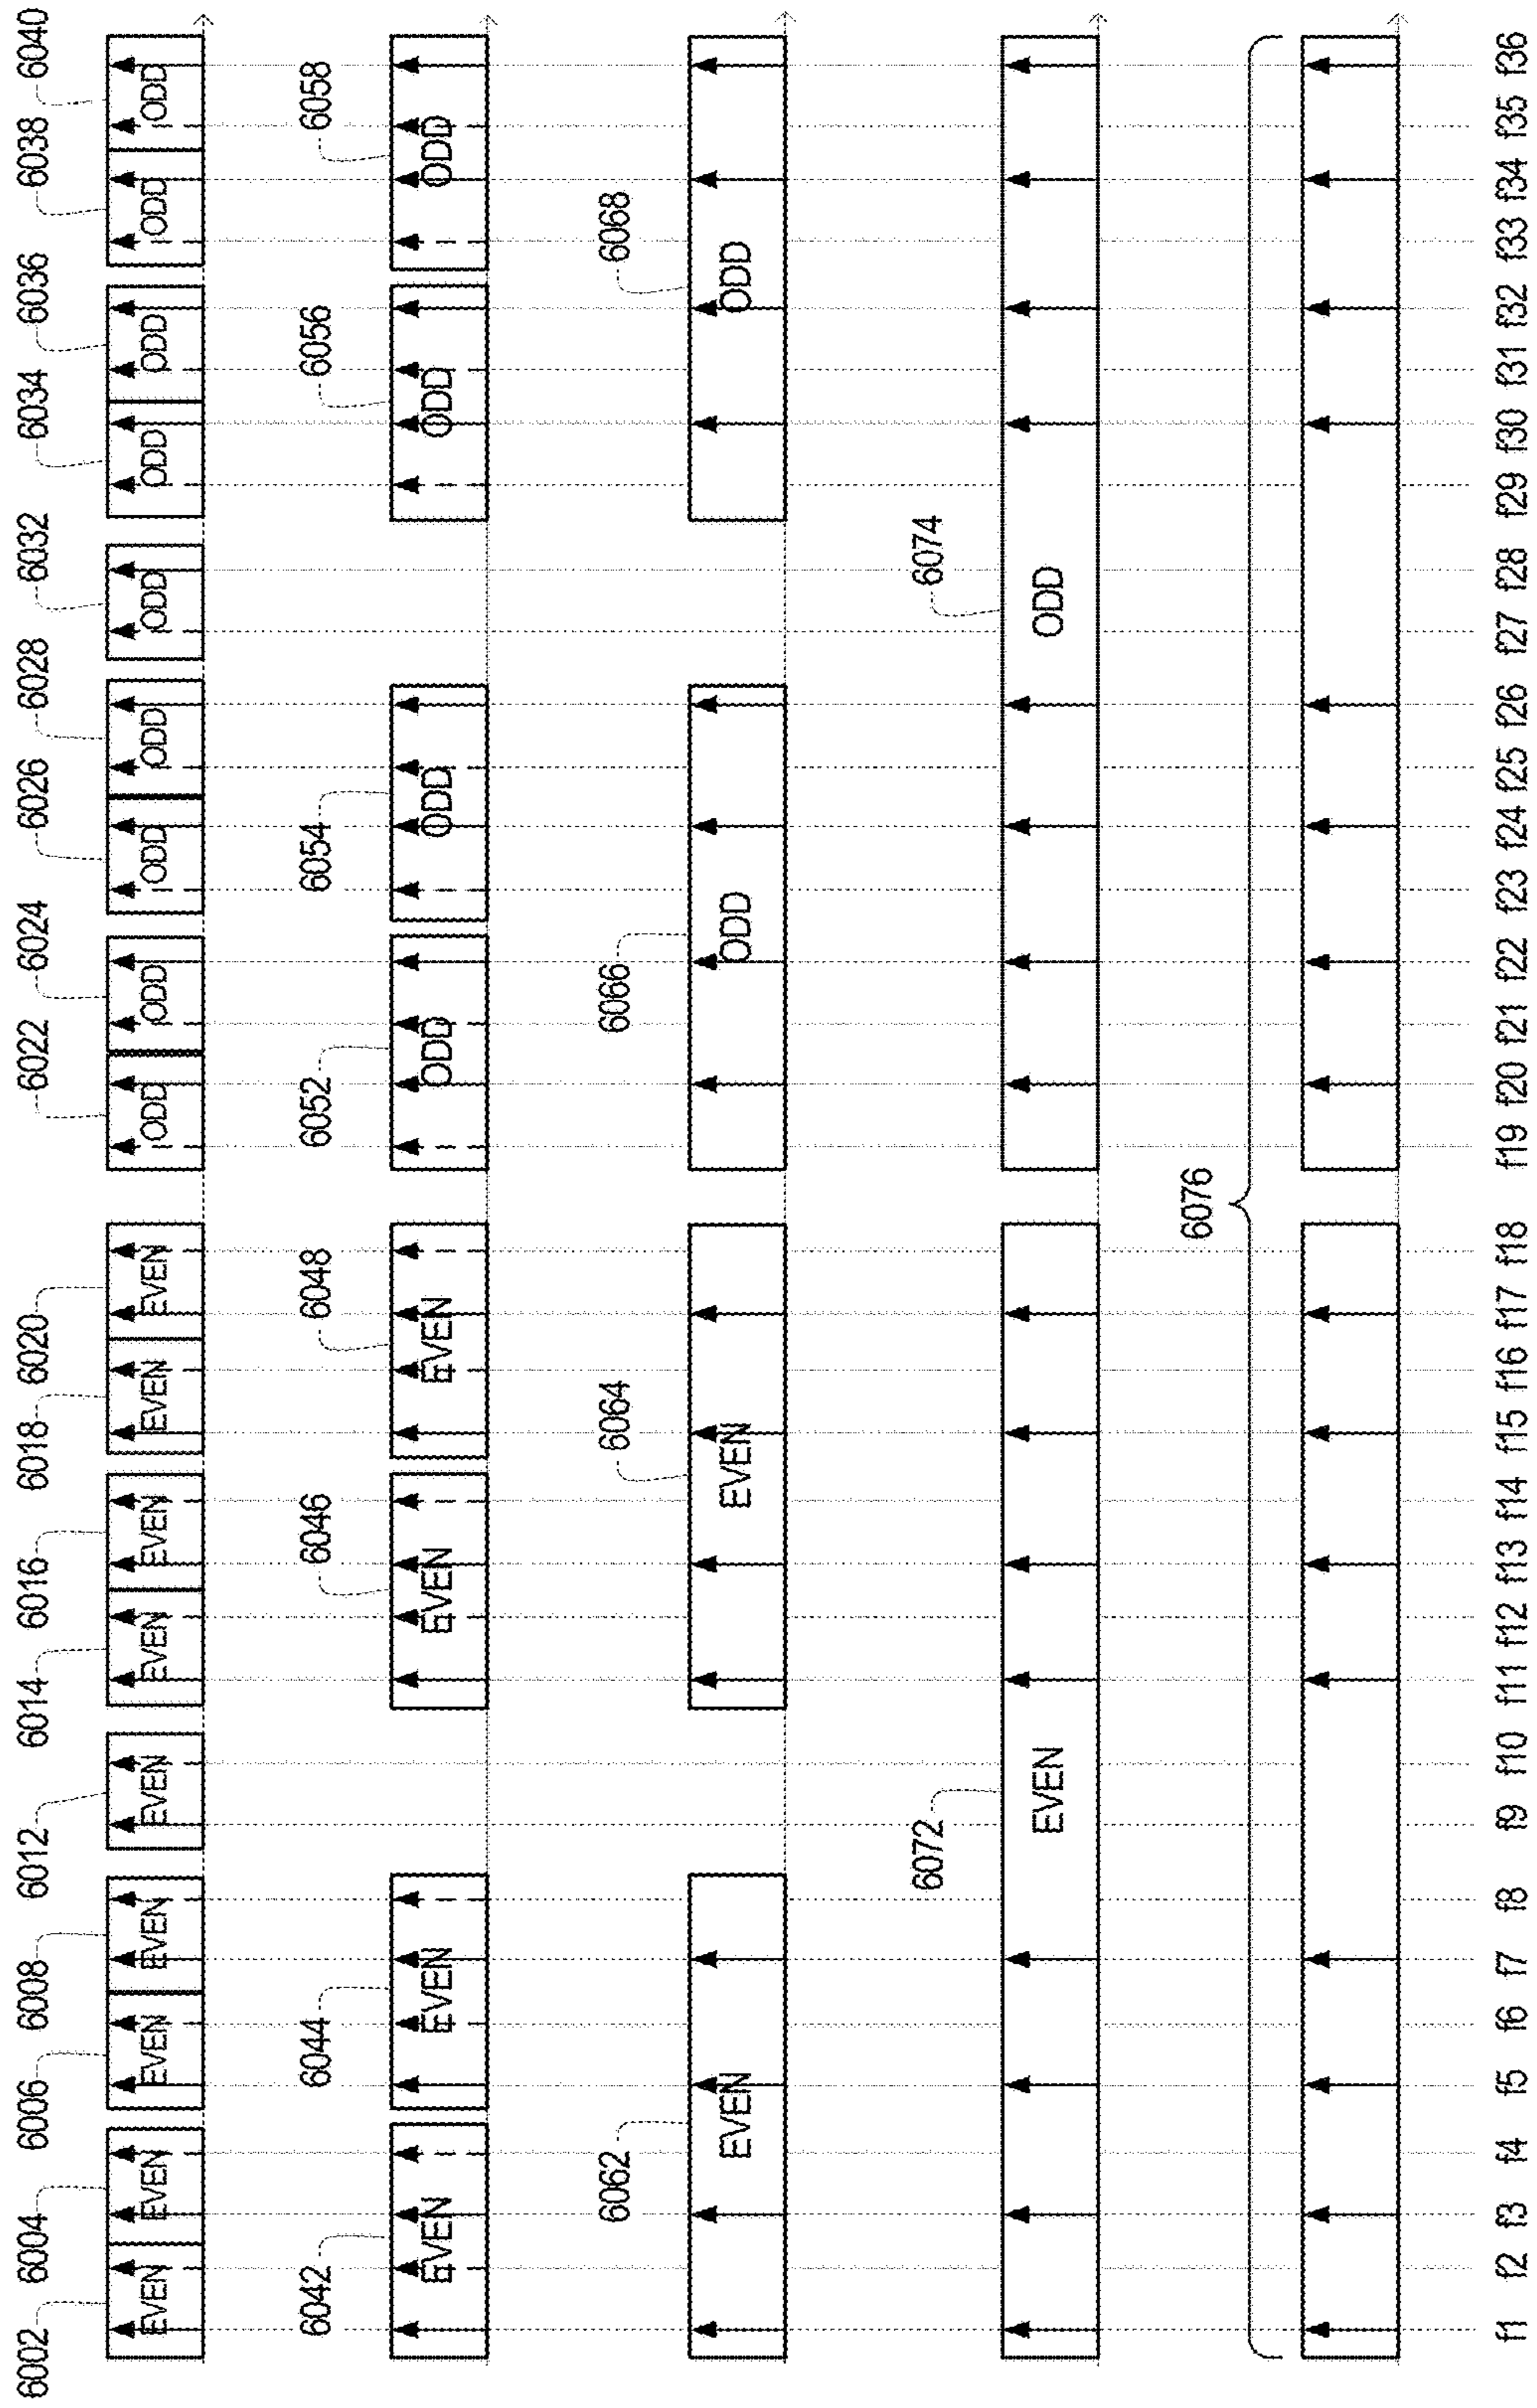 6002 6004 6006 6008 6012 6014 6016 6018 6020 6022 6024 6026 6028 6032 6034 6036 6038 6040
EVEN EVEN EVEN EVEN EVEN EVEN EVEN EVEN EVEN ODD ODD ODD ODD ODD ODD ODD ODD ODD
6042 6044 6046 6048 6052 6054 6056 6058
EVEN EVEN EVEN EVEN ODD ODD ODD ODD
6062 6064 6066 6068
EVEN EVEN ODD ODD
6072 6074
EVEN ODD
6076
f1 f2 f3 f4 f5 f6 f7 f8 f9 f10 f11 f12 f13 f14 f15 f16 f17 f18 f19 f20 f21 f22 f23 f24 f25 f26 f27 f28 f29 f30 f31 f32 f33 f34 f35 f36